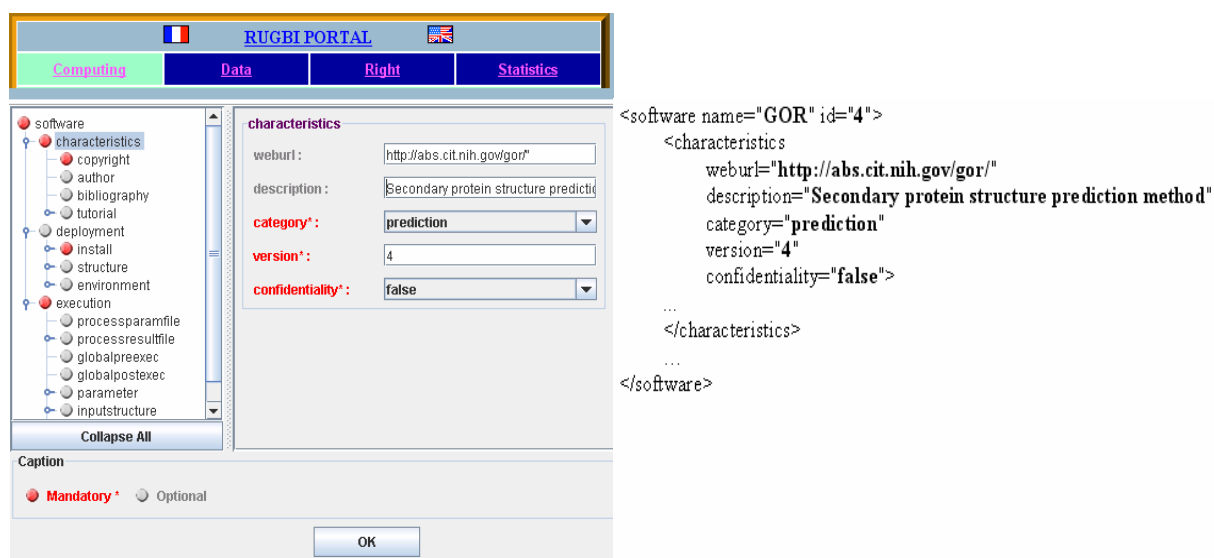 RUGBI PORTAL
Computing Data Right Statistics
software
characteristics
copyright
author
bibliography
tutorial
deployment
install
structure
environment
execution
processparamfile
processresultfile
globalpreexec
globalpostexec
parameter
inputstructure
Collapse All
characteristics
weburl : http://abs.cit.nih.gov/gor/"
description : Secondary protein structure predictic
category* : prediction
version* : 4
confidentiality* : false
Caption
Mandatory * Optional
OK
<software name="GOR" id="4">
<characteristics
weburl="http://abs.cit.nih.gov/gor/"
description="Secondary protein structure prediction method"
category="prediction"
version="4"
confidentiality="false">
...
</characteristics>
...
</software>